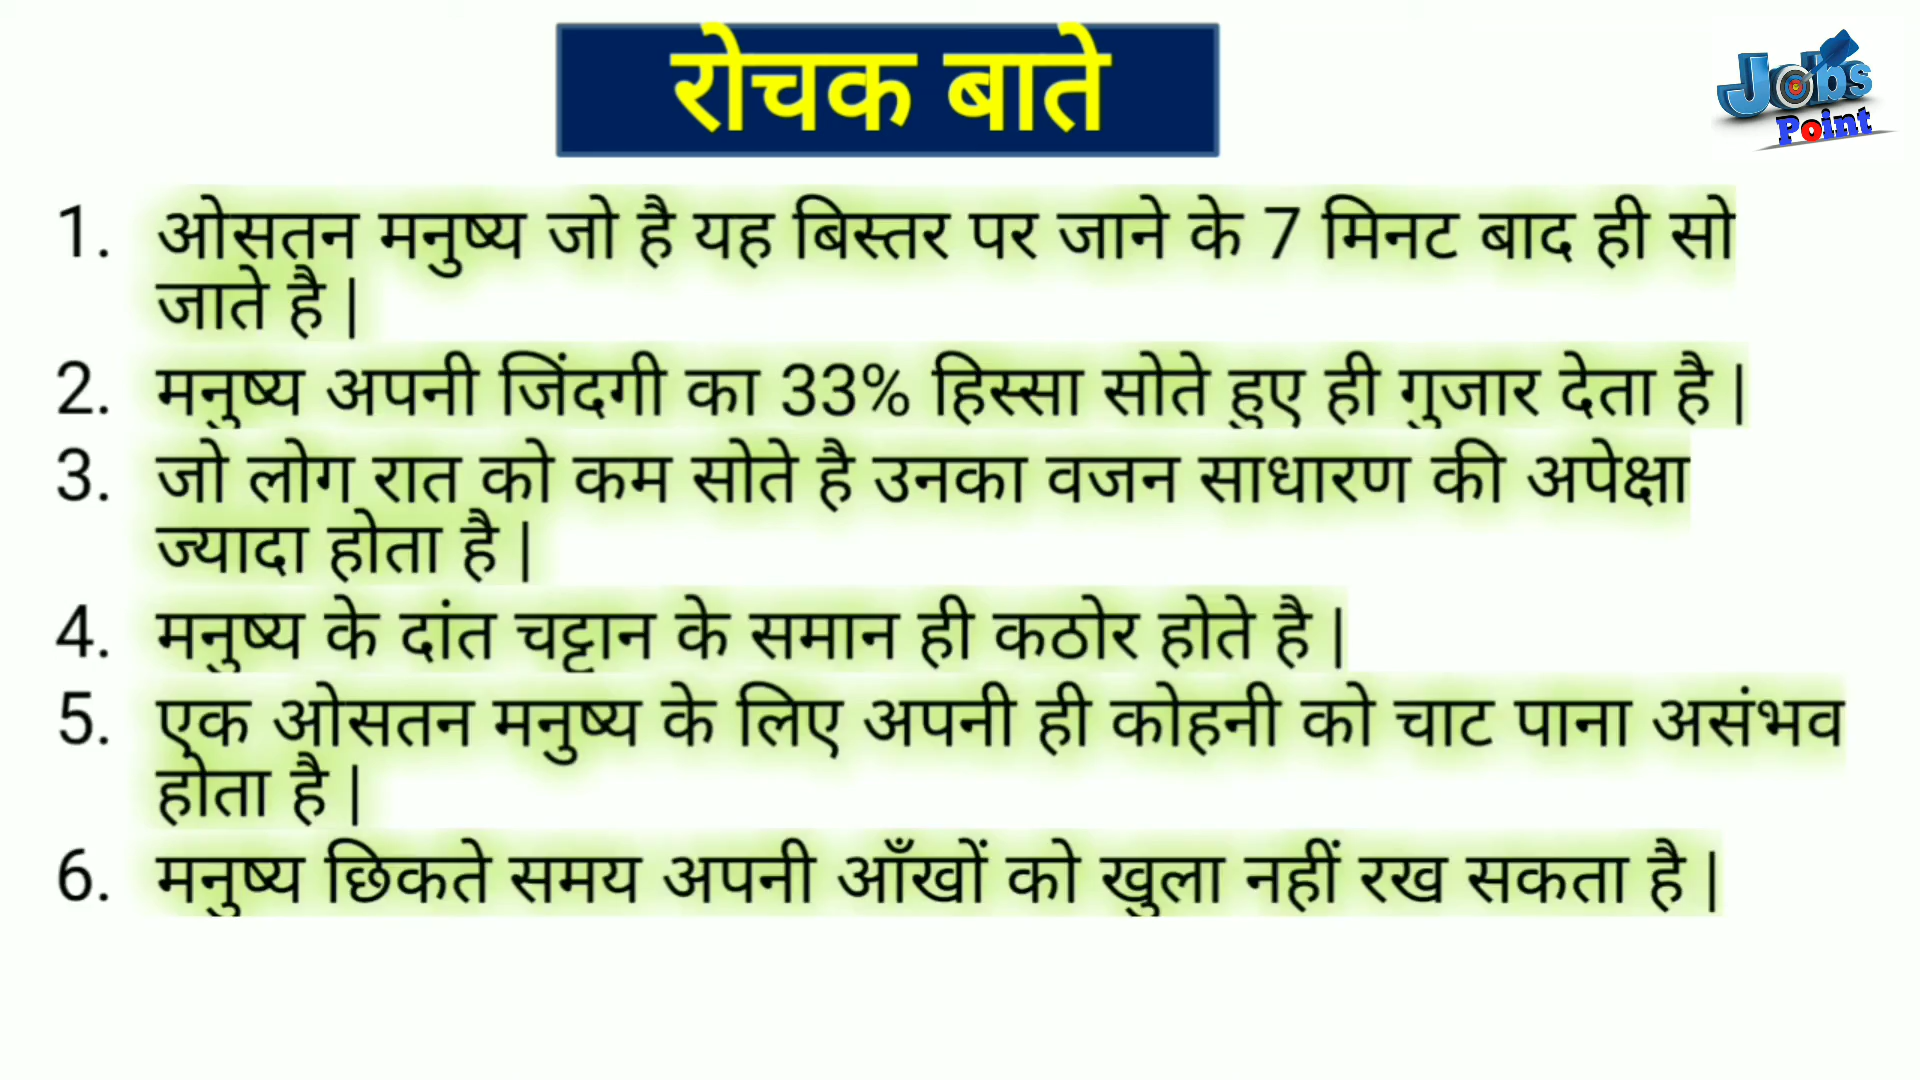 रोचक बाते
Jobs
Point
1. ओसतन मनुष्य जो है यह बिस्तर पर जाने के 7 मिनट बाद ही सो
जाते है |
2. मनुष्य अपनी जिंदगी का 33% हिस्सा सोते हुए ही गुजार देता है |
3. जो लोग रात को कम सोते है उनका वजन साधारण की अपेक्षा
ज्यादा होता है |
4. मनुष्य के दांत चट्टान के समान ही कठोर होते है |
5. एक ओसतन मनुष्य के लिए अपनी ही कोहनी को चाट पाना असंभव
होता है |
6. मनुष्य छिकते समय अपनी आँखों को खुला नहीं रख सकता है |